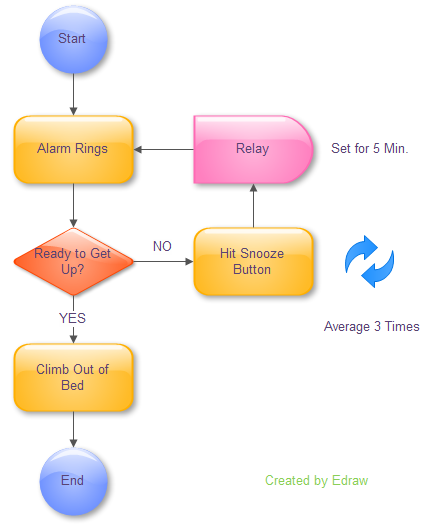 Start
Alarm Rings
Relay
Set for 5 Min.
Ready to Get
Up?
NO
Hit Snooze
Button
Average 3 Times
YES
Climb Out of
Bed
End
Created by Edraw